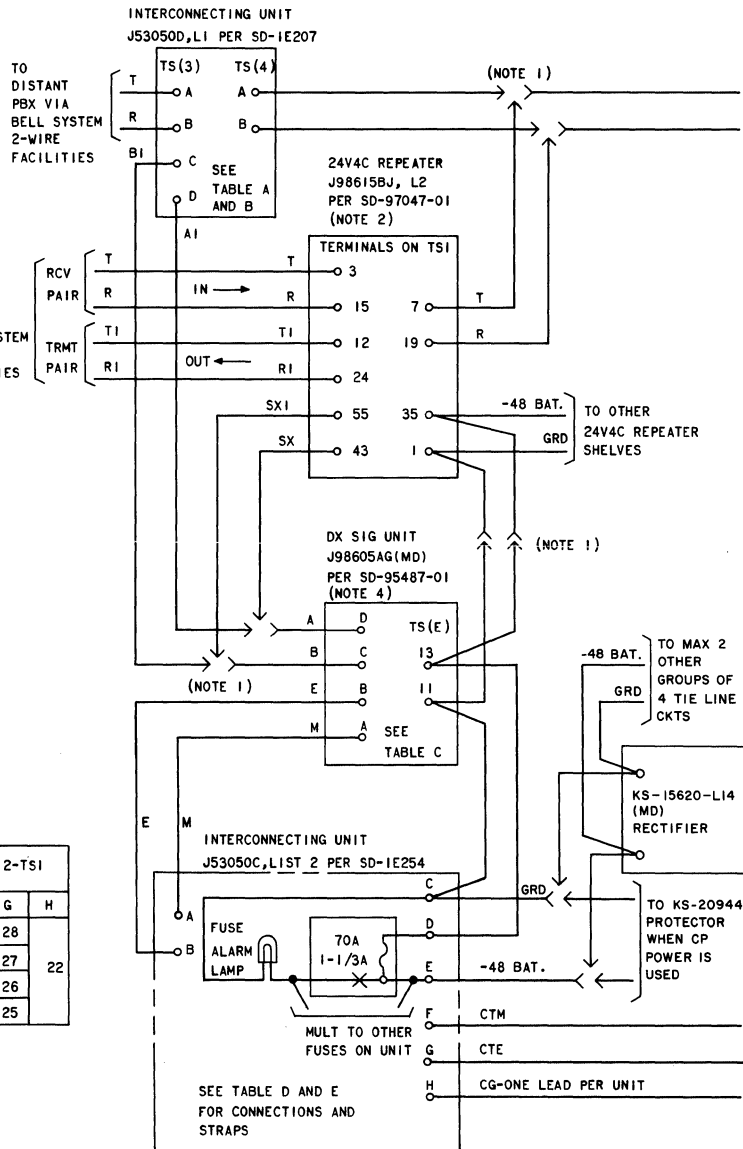 INTERCONNECTING UNIT
J53050D,L1 PER SD-1E207
TO
DISTANT
PBX VIA
BELL SYSTEM
2-WIRE
FACILITIES
T
R
B1
A1
TS(3) TS(4)
A A
B B
C
D
SEE
TABLE A
AND B
(NOTE 1)
24V4C REPEATER
J98615BJ, L2
PER SD-97047-01
(NOTE 2)
TERMINALS ON TS1
RCV
PAIR
T T 3
IN
R R 15
7 T
STEM
TRMT
PAIR
IES
T1 T1 12
19 R
OUT
R1 R1 24
SX1 55
35 -48 BAT.
SX 43
1 GRD
TO OTHER
24V4C REPEATER
SHELVES
(NOTE 1)
DX SIG UNIT
J98605AG(MD)
PER SD-95487-01
(NOTE 4)
A D TS(E)
B C 13
(NOTE 1)
E B 11
M A
SEE
TABLE C
-48 BAT.
GRD
TO MAX 2
OTHER
GROUPS OF
4 TIE LINE
CKTS
KS-15620-L14
(MD)
RECTIFIER
E M
2-TS1
G H
28
27
26
25
22
INTERCONNECTING UNIT
J53050C,LIST 2 PER SD-1E254
A
B
FUSE
ALARM
LAMP
70A
1-1/3A
C GRD
D
E -48 BAT.
TO KS-20944
PROTECTOR
WHEN CP
POWER IS
USED
MULT TO OTHER
FUSES ON UNIT
F CTM
G CTE
H CG-ONE LEAD PER UNIT
SEE TABLE D AND E
FOR CONNECTIONS AND
STRAPS